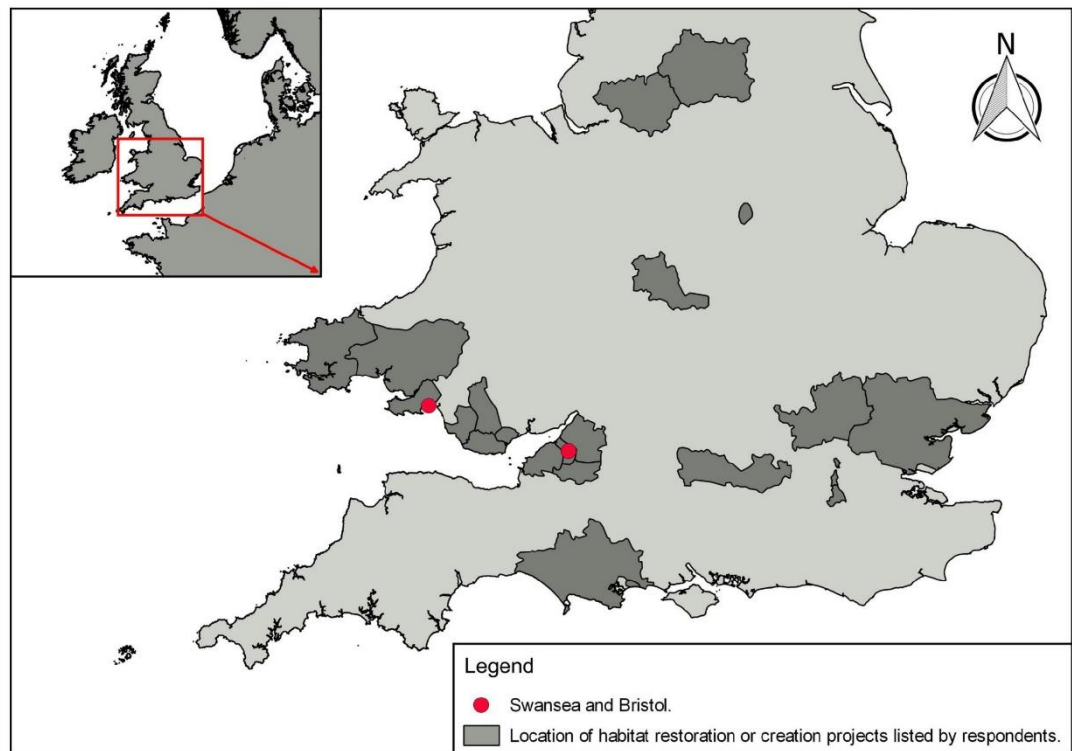 N
Legend
Swansea and Bristol.
Location of habitat restoration or creation projects listed by respondents.